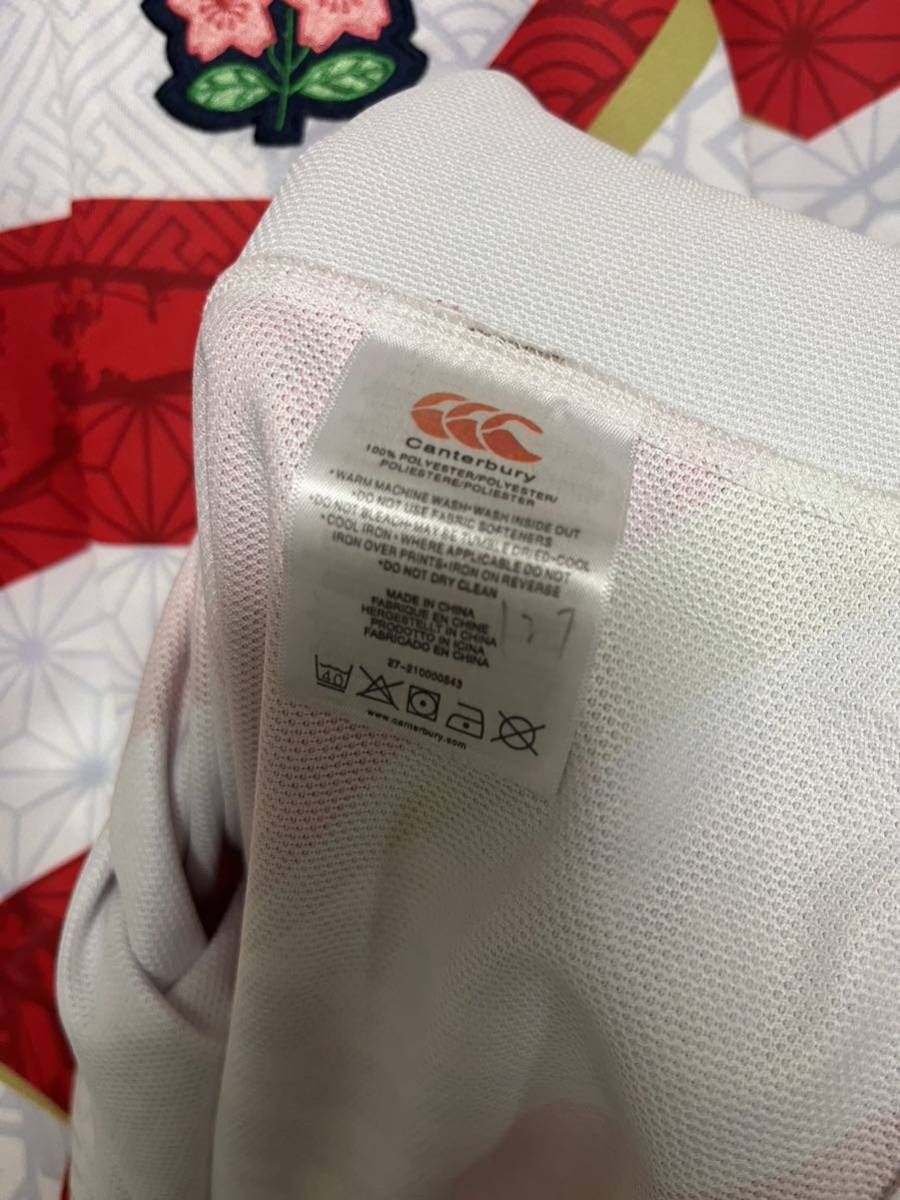 Canterbury
100% POLYESTER/POLYESTER/
POLIESTERE/POLIESTER
*WARM MACHINE WASH*WASH INSIDE OUT
*DO NOT USE FABRIC SOFTENERS
*DO NOT BLEACH*MAY BE TUMBLE DRIED-COOL
*COOL IRON*WHERE APPLICABLE DO NOT
IRON OVER PRINTS*IRON ON REVERSE
*DO NOT DRY CLEAN
MADE IN CHINA
FABRIQUE EN CHINE
HERGESTELLT IN CHINA
PRODOTTO IN ICINA
FABRICADO EN CHINA
27-210000543
40
www.canterbury.com